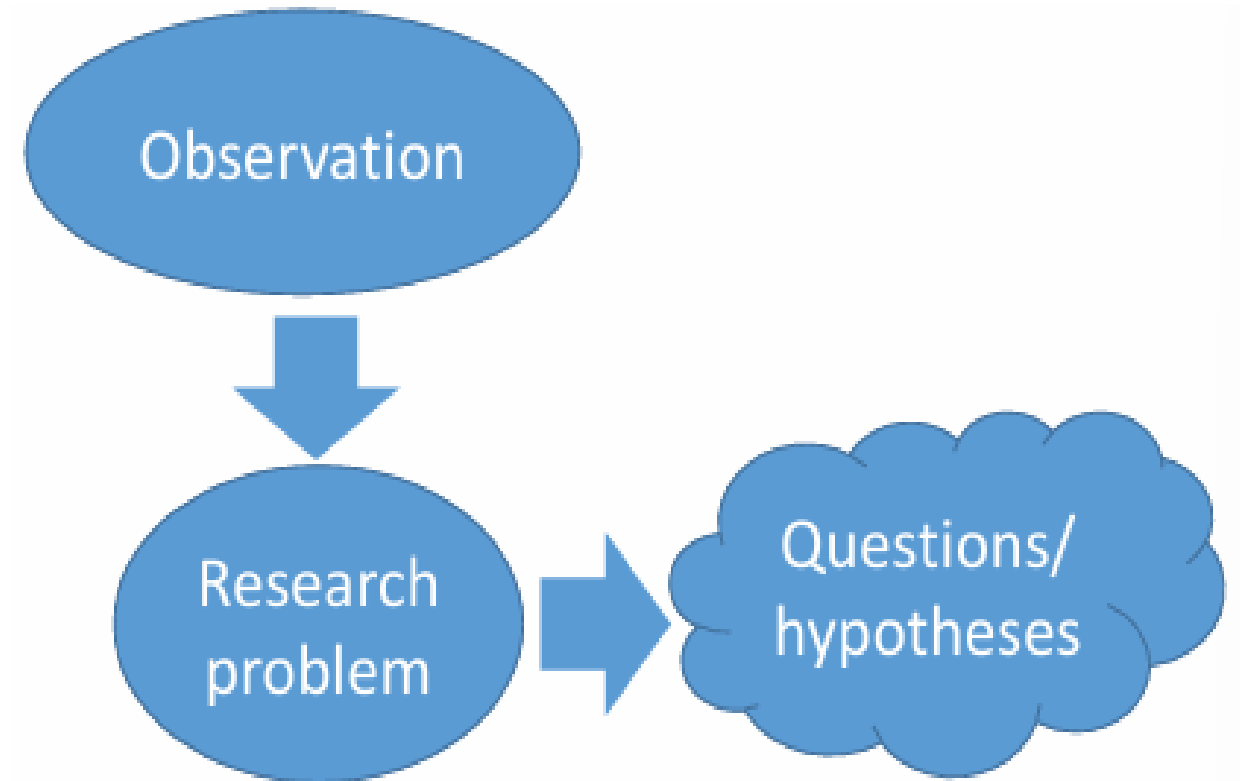 Observation
Research
problem
Questions/
hypotheses